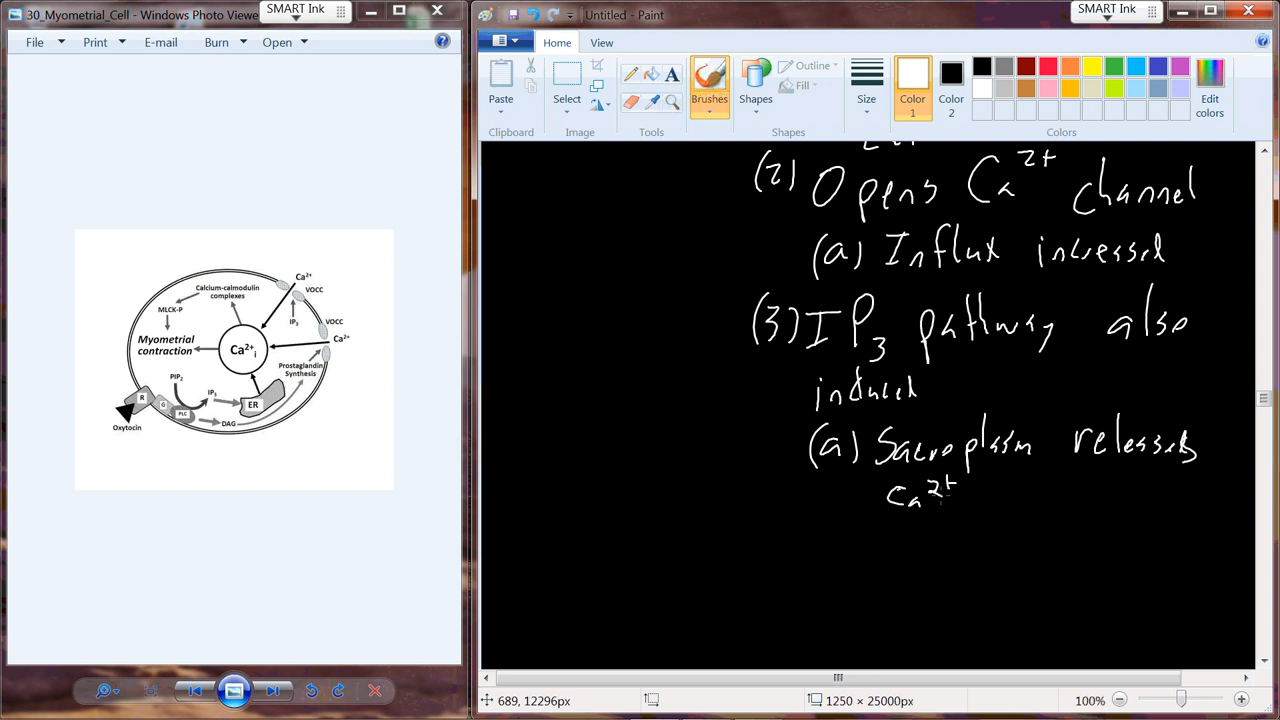 30_Myometrial_Cell - Windows Photo Viewe
SMART Ink
File Print E-mail Burn Open
Ca²⁺
VOCC
Calcium-calmodulin
complexes
MLCK-P
IP₃
VOCC
Myometrial
contraction
Ca²⁺ᵢ
Ca²⁺
Prostaglandin
Synthesis
PIP₂
IP₃
R
G
PLC
ER
DAG
Oxytocin
Untitled - Paint
SMART Ink
Home View
Paste
Select
Brushes
Shapes
Outline
Fill
Size
Color
1
Color
2
Edit
colors
Clipboard Image Tools Shapes Colors
(2) Opens Ca²⁺ channel
(a) Influx increased
(3) IP₃ pathway also
induced
(a) Sacroplasm releases
Ca²⁺
689, 12296px
1250 × 25000px
100%